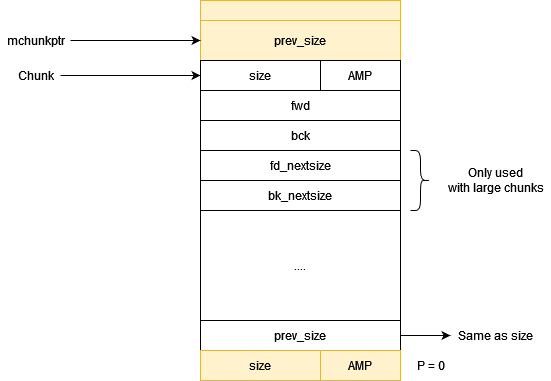 mchunkptr
prev_size
Chunk
size AMP
fwd
bck
fd_nextsize
bk_nextsize
Only used
with large chunks
....
prev_size
Same as size
size AMP
P = 0